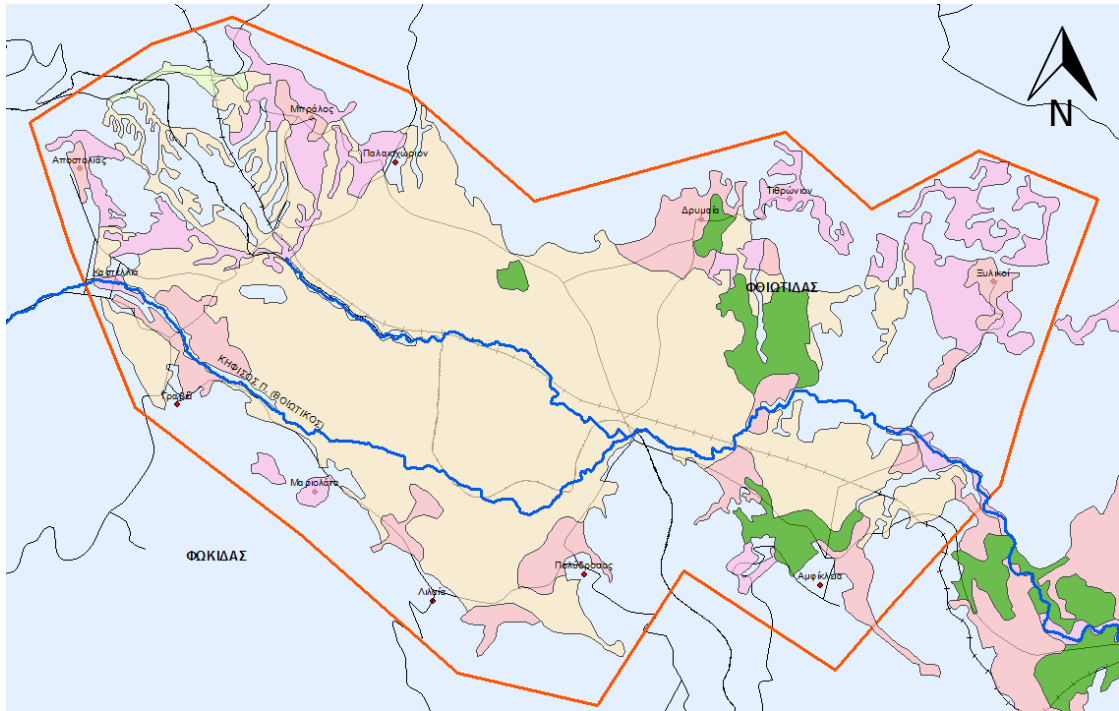 N
Μπράλος
Παλαιοχώριον
Αποστολιάς
Τιθρώνιον
Δρυμαία
Καστέλλια
Ξυλικοί
ΦΘΙΩΤΙΔΑΣ
ΚΗΦΙΣΟΣ Π. (ΒΟΙΩΤΙΚΟΣ)
Γραβιά
Μαριολάτα
ΦΩΚΙΔΑΣ
Πολύδροσος
Αμφίκλεια
Λιλαία